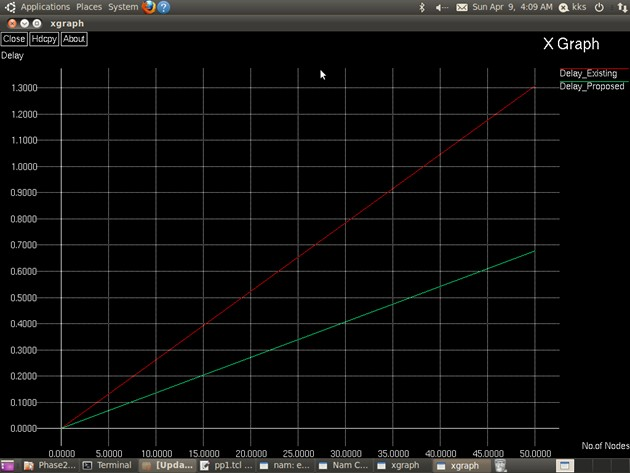 Applications Places System Sun Apr 9, 4:09 AM kks
xgraph
Close Hdcpy About
X Graph
Delay
Delay_Existing
Delay_Proposed
1.3000
1.2000
1.1000
1.0000
0.9000
0.8000
0.7000
0.6000
0.5000
0.4000
0.3000
0.2000
0.1000
0.0000
0.0000 5.0000 10.0000 15.0000 20.0000 25.0000 30.0000 35.0000 40.0000 45.0000 50.0000
No.of Nodes
Phase2... Terminal [Upda... pp1.tcl ... nam: e... Nam C... xgraph xgraph